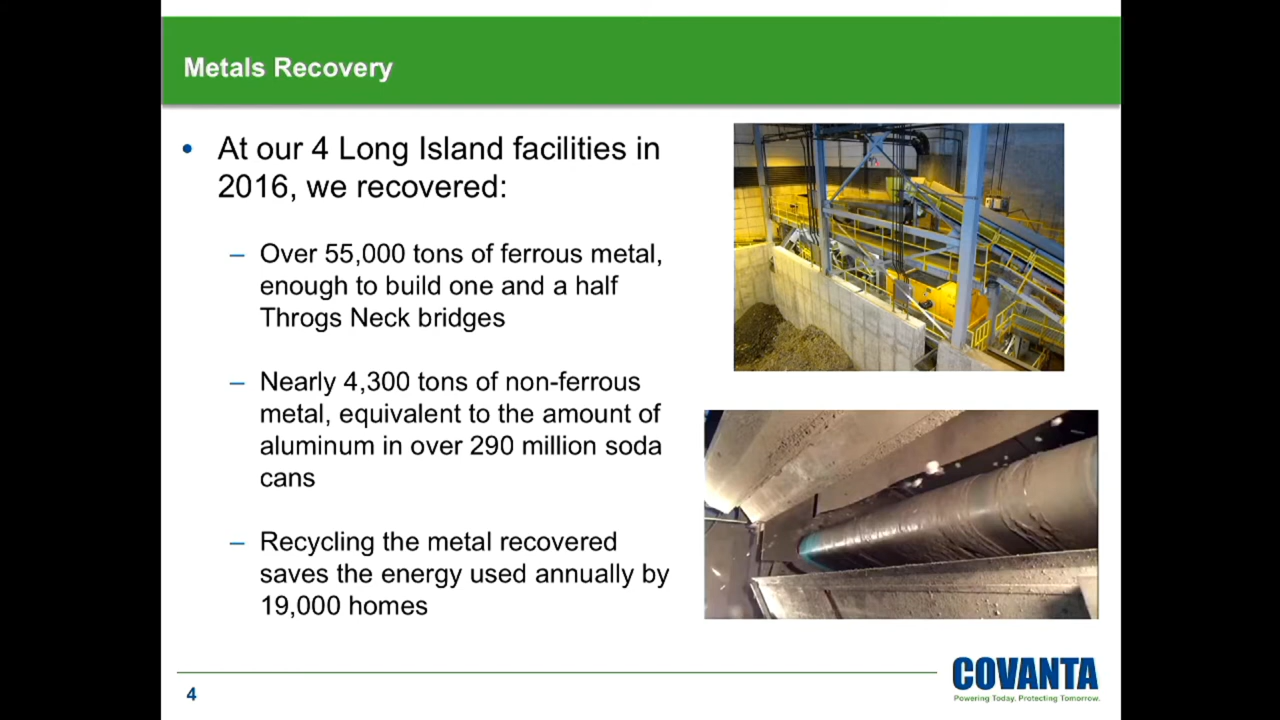 Metals Recovery
• At our 4 Long Island facilities in
2016, we recovered:
– Over 55,000 tons of ferrous metal,
enough to build one and a half
Throgs Neck bridges
– Nearly 4,300 tons of non-ferrous
metal, equivalent to the amount of
aluminum in over 290 million soda
cans
– Recycling the metal recovered
saves the energy used annually by
19,000 homes
4
COVANTA
Powering Today. Protecting Tomorrow.